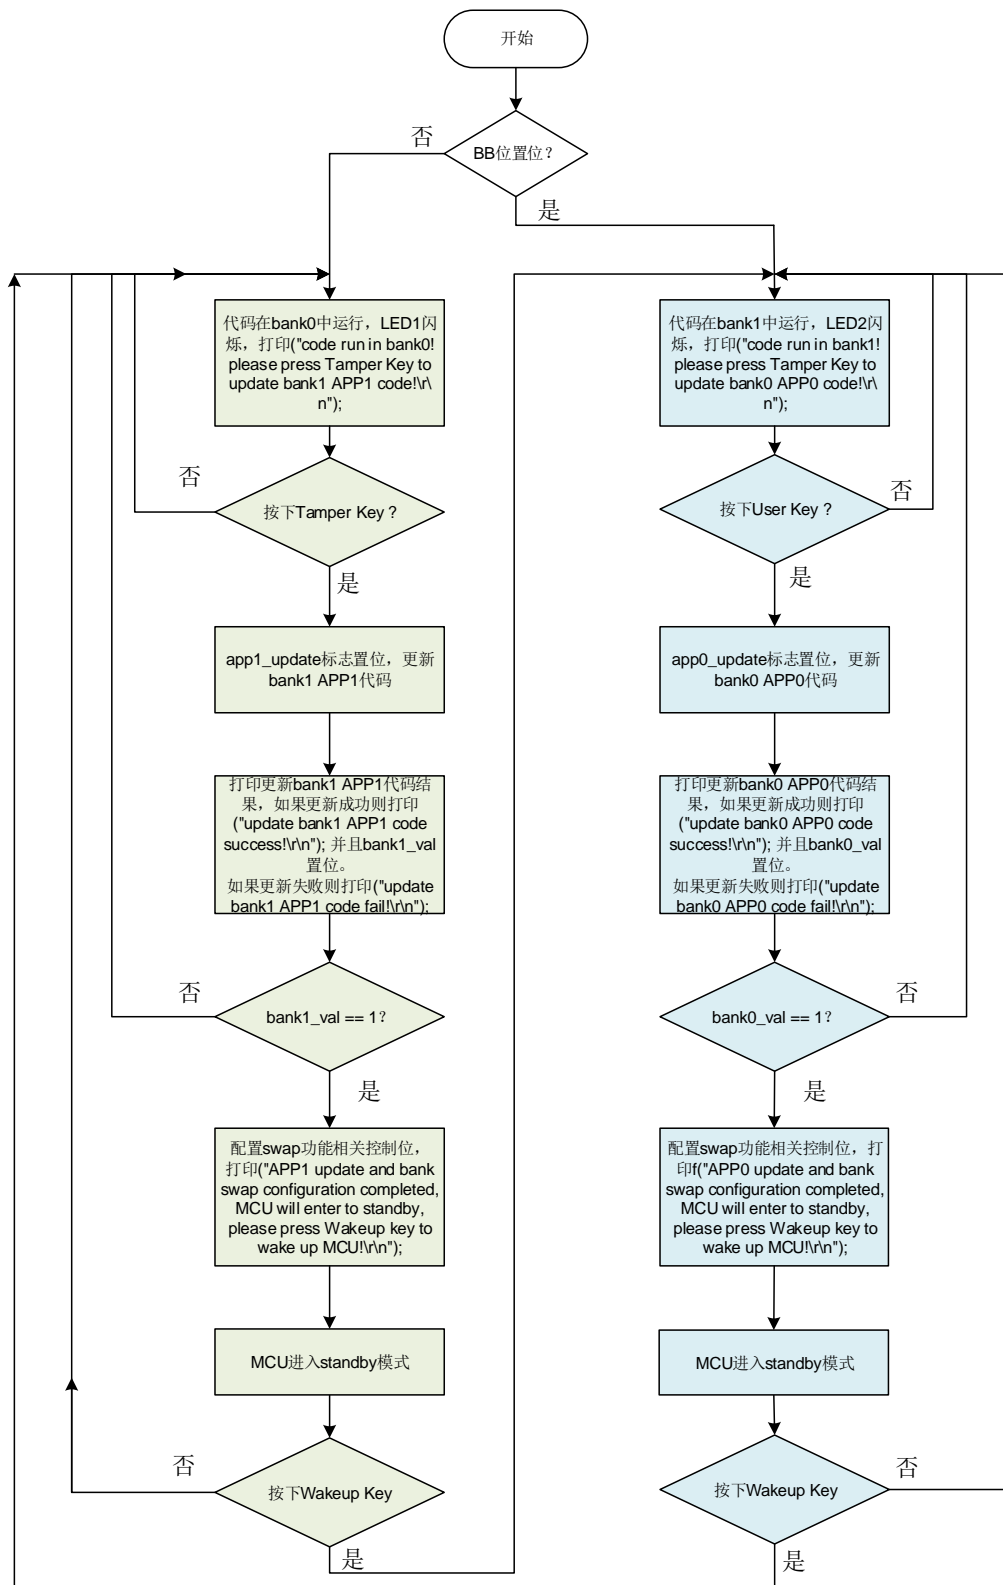 开始
BB位置位？
否
是
代码在bank0中运行，LED1闪
烁，打印("code run in bank0!
please press Tamper Key to
update bank1 APP1 code!\r\
n");
按下Tamper Key ?
否
是
app1_update标志置位，更新
bank1 APP1代码
打印更新bank1 APP1代码结
果，如果更新成功则打印
("update bank1 APP1 code
success!\r\n"); 并且bank1_val
置位。
如果更新失败则打印("update
bank1 APP1 code fail!\r\n");
bank1_val == 1?
否
是
配置swap功能相关控制位，
打印("APP1 update and bank
swap configuration completed,
MCU will enter to standby,
please press Wakeup key to
wake up MCU!\r\n");
MCU进入standby模式
按下Wakeup Key
否
是
代码在bank1中运行，LED2闪
烁，打印("code run in bank1!
please press Tamper Key to
update bank0 APP0 code!\r\
n");
按下User Key ?
否
是
app0_update标志置位，更新
bank0 APP0代码
打印更新bank0 APP0代码结
果，如果更新成功则打印
("update bank0 APP0 code
success!\r\n"); 并且bank0_val
置位。
如果更新失败则打印("update
bank0 APP0 code fail!\r\n");
bank0_val == 1?
否
是
配置swap功能相关控制位，打
印f("APP0 update and bank
swap configuration completed,
MCU will enter to standby,
please press Wakeup key to
wake up MCU!\r\n");
MCU进入standby模式
按下Wakeup Key
否
是